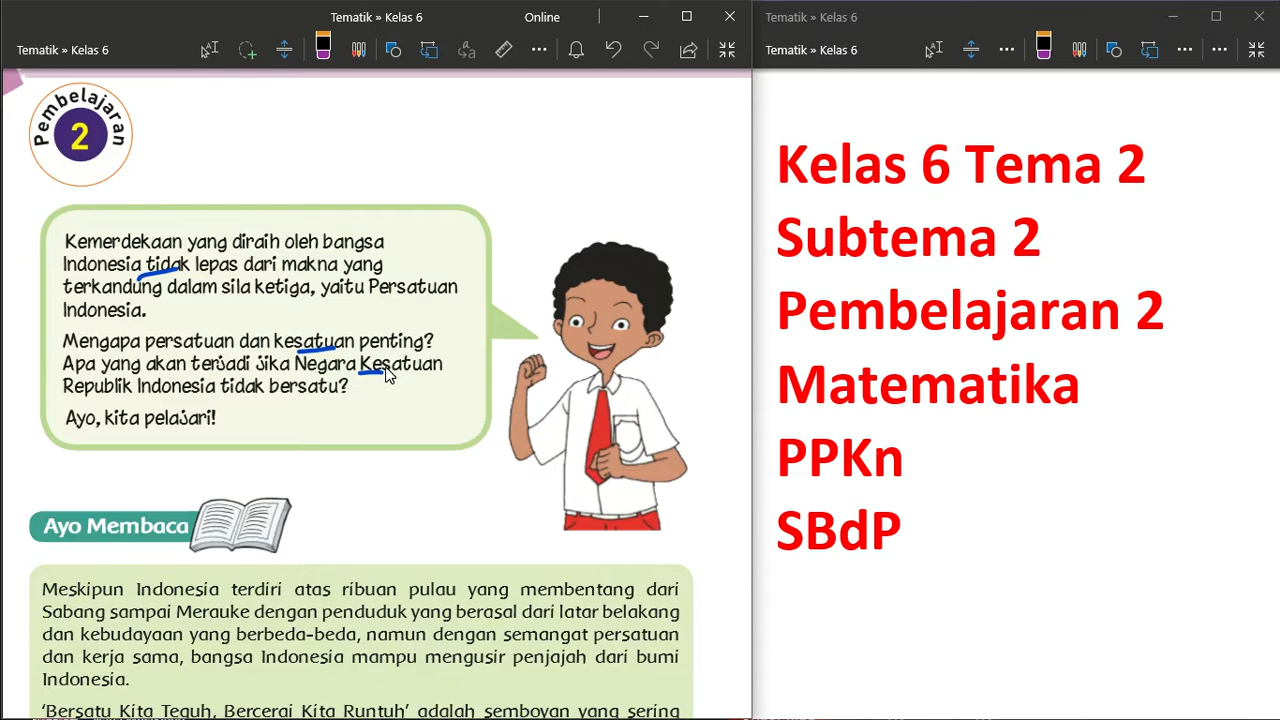 Tematik » Kelas 6
Online
Tematik » Kelas 6
Tematik » Kelas 6
Tematik » Kelas 6
Pembelajaran
2
Kemerdekaan yang diraih oleh bangsa
Indonesia tidak lepas dari makna yang
terkandung dalam sila ketiga, yaitu Persatuan
Indonesia.
Mengapa persatuan dan kesatuan penting?
Apa yang akan terjadi jika Negara Kesatuan
Republik Indonesia tidak bersatu?
Ayo, kita pelajari!
Ayo Membaca
Meskipun Indonesia terdiri atas ribuan pulau yang membentang dari
Sabang sampai Merauke dengan penduduk yang berasal dari latar belakang
dan kebudayaan yang berbeda-beda, namun dengan semangat persatuan
dan kerja sama, bangsa Indonesia mampu mengusir penjajah dari bumi
Indonesia.
'Bersatu Kita Teguh, Bercerai Kita Runtuh' adalah semboyan yang sering
Kelas 6 Tema 2
Subtema 2
Pembelajaran 2
Matematika
PPKn
SBdP